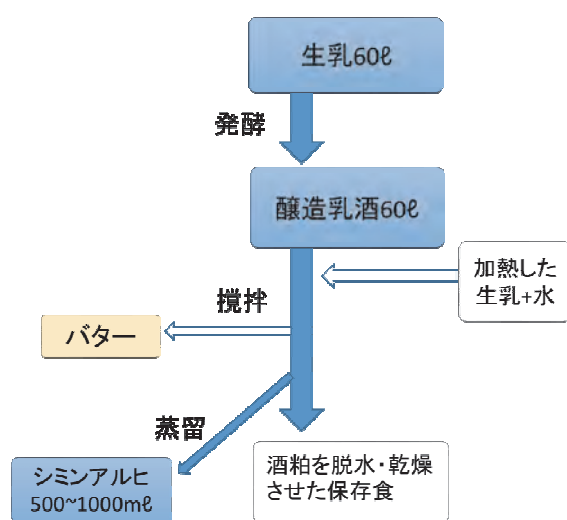 生乳60ℓ
発酵
醸造乳酒60ℓ
加熱した
生乳+水
撹拌
バター
蒸留
シミンアルヒ
500~1000mℓ
酒粕を脱水・乾燥
させた保存食